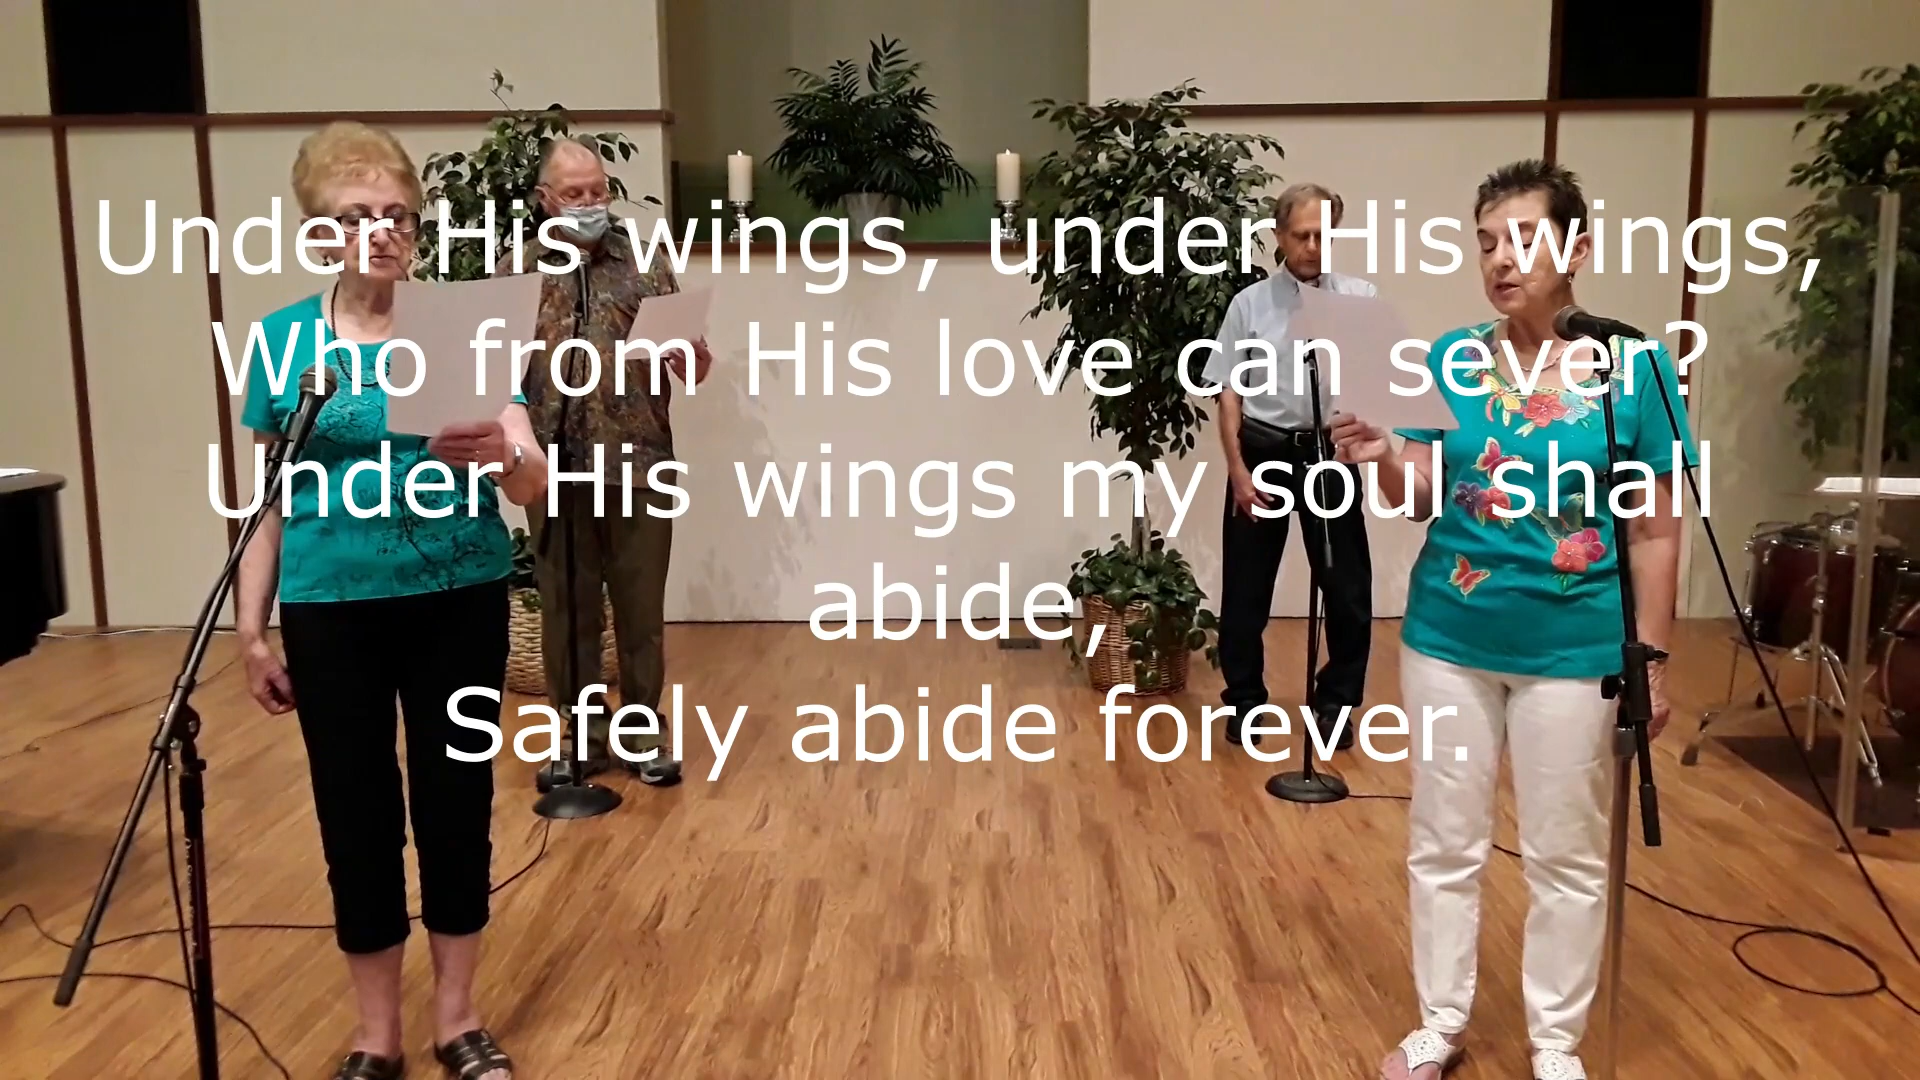 Under His wings, under His wings,
Who from His love can sever?
Under His wings my soul shall
abide,
Safely abide forever.